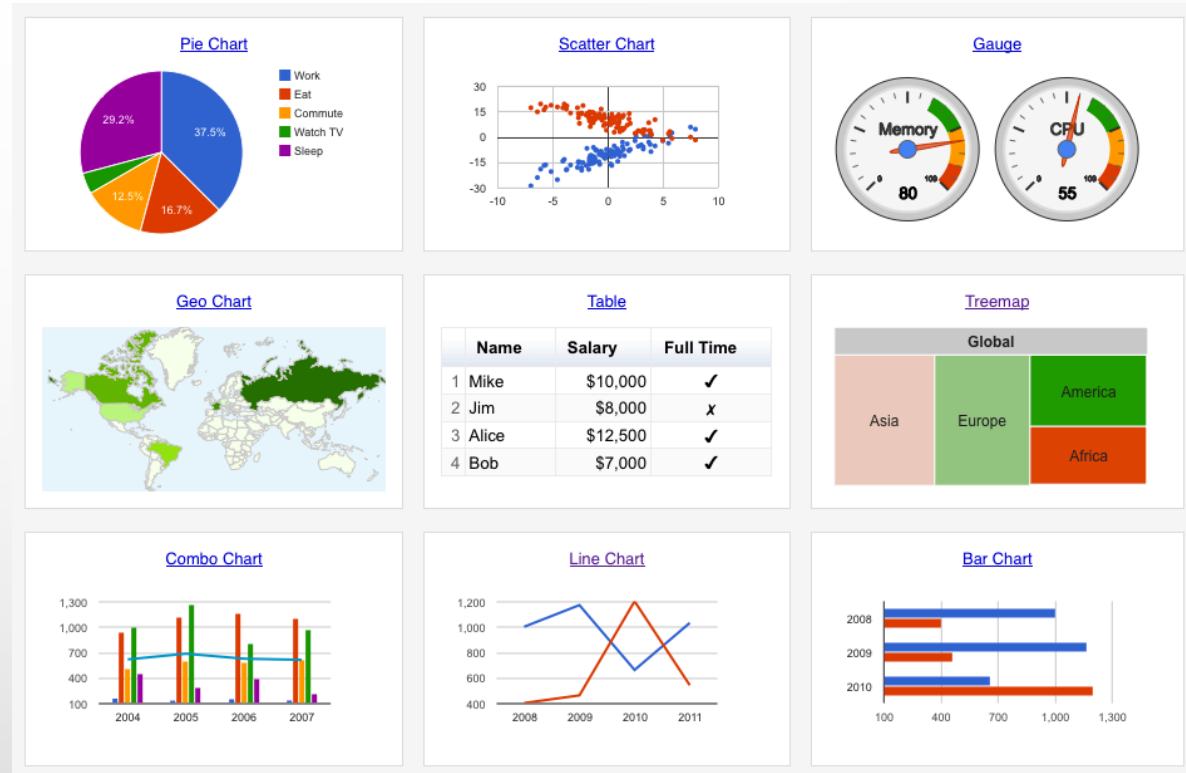 Pie Chart
37.5%
16.7%
12.5%
29.2%
Work
Eat
Commute
Watch TV
Sleep
Scatter Chart
30
15
0
-15
-30
-10 -5 0 5 10
Gauge
Memory
0 100
80
CPU
0 100
55
Geo Chart
Table
Name Salary Full Time
1 Mike $10,000 ✓
2 Jim $8,000 ✗
3 Alice $12,500 ✓
4 Bob $7,000 ✓
Treemap
Global
Asia
Europe
America
Africa
Combo Chart
1,300
1,000
700
400
100
2004 2005 2006 2007
Line Chart
1,200
1,000
800
600
400
2008 2009 2010 2011
Bar Chart
2008
2009
2010
100 400 700 1,000 1,300